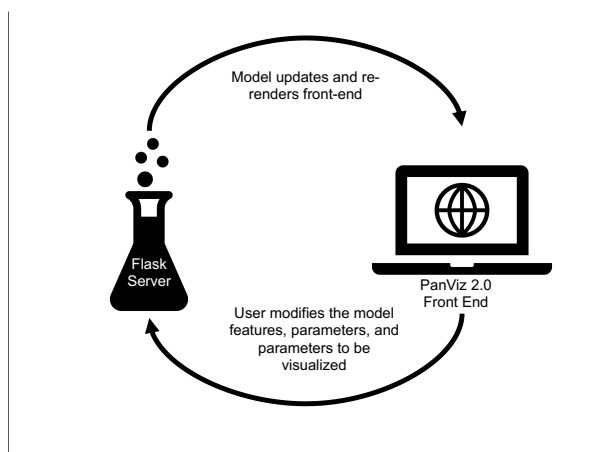 Model updates and re-
renders front-end
Flask
Server
PanViz 2.0
Front End
User modifies the model
features, parameters, and
parameters to be
visualized